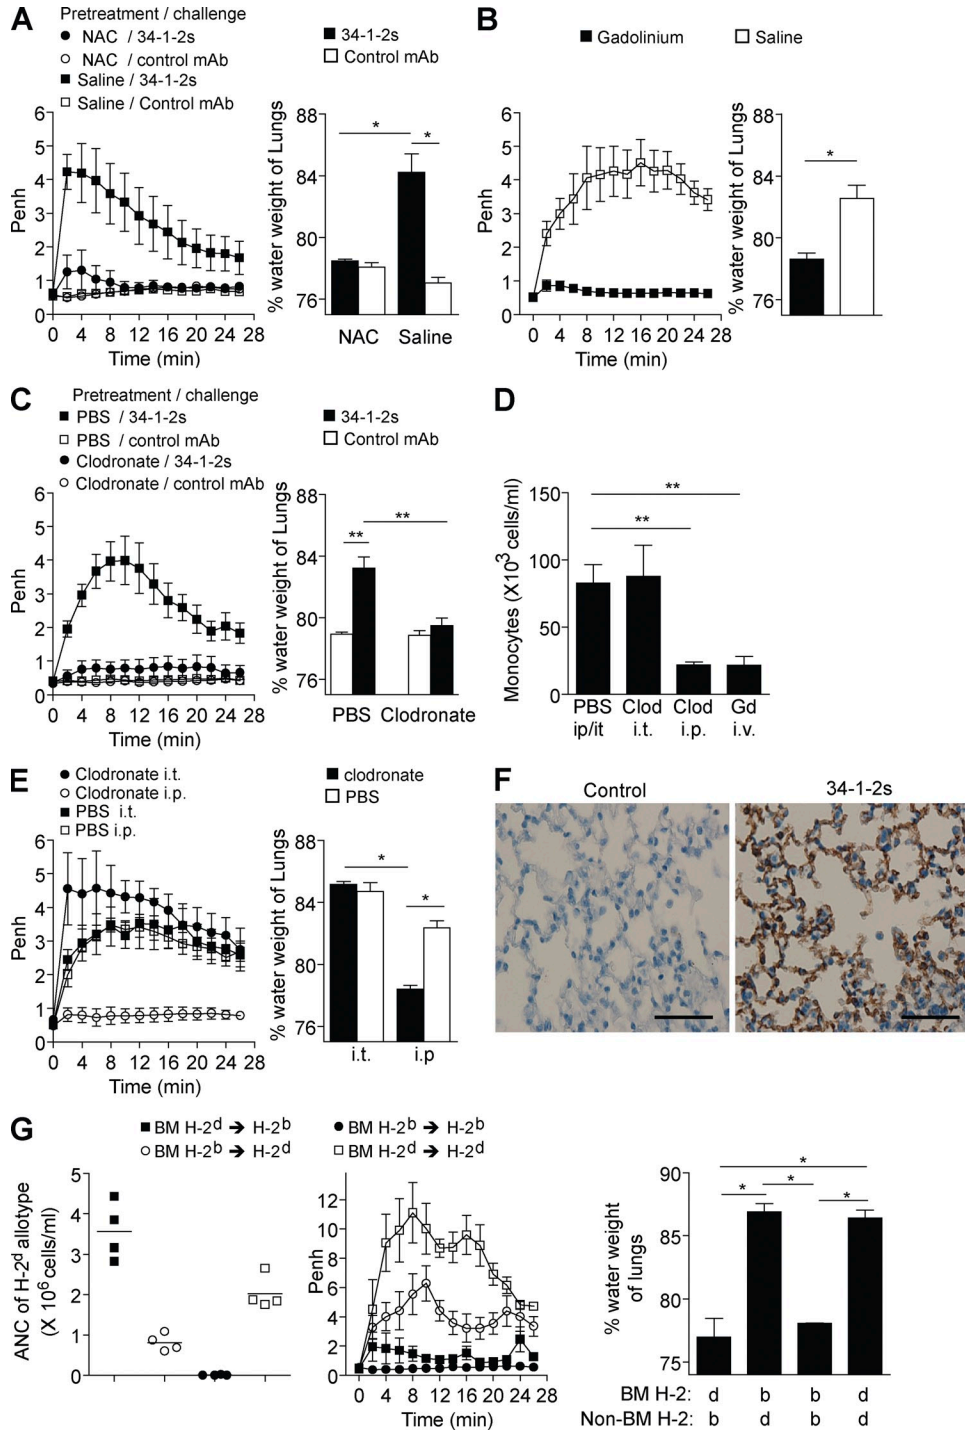 A
Pretreatment / challenge
NAC / 34-1-2s
NAC / control mAb
Saline / 34-1-2s
Saline / Control mAb
34-1-2s
Control mAb
Penh
6
5
4
3
2
1
0
0 4 8 12 16 20 24 28
Time (min)
% water weight of Lungs
88
84
80
76
NAC Saline
*
*
B
Gadolinium
Saline
Penh
6
5
4
3
2
1
0
0 4 8 12 16 20 24 28
Time (min)
% water weight of Lungs
88
84
80
76
*
C
Pretreatment / challenge
PBS / 34-1-2s
PBS / control mAb
Clodronate / 34-1-2s
Clodronate / control mAb
34-1-2s
Control mAb
Penh
6
5
4
3
2
1
0
0 4 8 12 16 20 24 28
Time (min)
% water weight of Lungs
88
84
80
76
PBS Clodronate
**
**
D
Monocytes (X10³ cells/ml)
150
100
50
0
**
**
PBS Clod Clod Gd
ip/it i.t. i.p. i.v.
E
Clodronate i.t.
Clodronate i.p.
PBS i.t.
PBS i.p.
clodronate
PBS
Penh
6
5
4
3
2
1
0
0 4 8 12 16 20 24 28
Time (min)
% water weight of Lungs
88
84
80
76
i.t. i.p
*
*
F
Control
34-1-2s
G
BM H-2ᵈ ➔ H-2ᵇ
BM H-2ᵇ ➔ H-2ᵈ
BM H-2ᵇ ➔ H-2ᵇ
BM H-2ᵈ ➔ H-2ᵈ
ANC of H-2ᵈ allotype
(X 10⁶ cells/ml)
5
4
3
2
1
0
Penh
12
10
8
6
4
2
0
0 4 8 12 16 20 24 28
Time (min)
% water weight
of lungs
90
85
80
75
*
* * *
BM H-2: d b b d
Non-BM H-2: b d b d